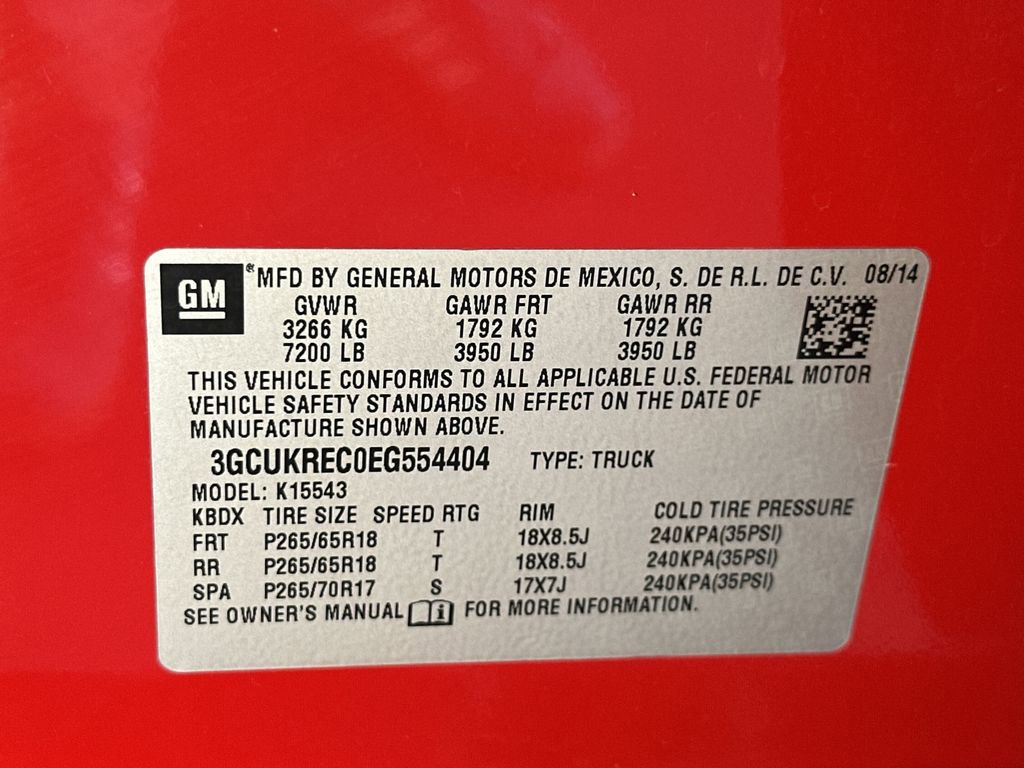 GM ® MFD BY GENERAL MOTORS DE MEXICO, S. DE R.L. DE C.V. 08/14
GVWR GAWR FRT GAWR RR
3266 KG 1792 KG 1792 KG
7200 LB 3950 LB 3950 LB
THIS VEHICLE CONFORMS TO ALL APPLICABLE U.S. FEDERAL MOTOR
VEHICLE SAFETY STANDARDS IN EFFECT ON THE DATE OF
MANUFACTURE SHOWN ABOVE.
3GCUKREC0EG554404 TYPE: TRUCK
MODEL: K15543
KBDX TIRE SIZE SPEED RTG RIM COLD TIRE PRESSURE
FRT P265/65R18 T 18X8.5J 240KPA(35PSI)
RR P265/65R18 T 18X8.5J 240KPA(35PSI)
SPA P265/70R17 S 17X7J 240KPA(35PSI)
SEE OWNER'S MANUAL i FOR MORE INFORMATION.